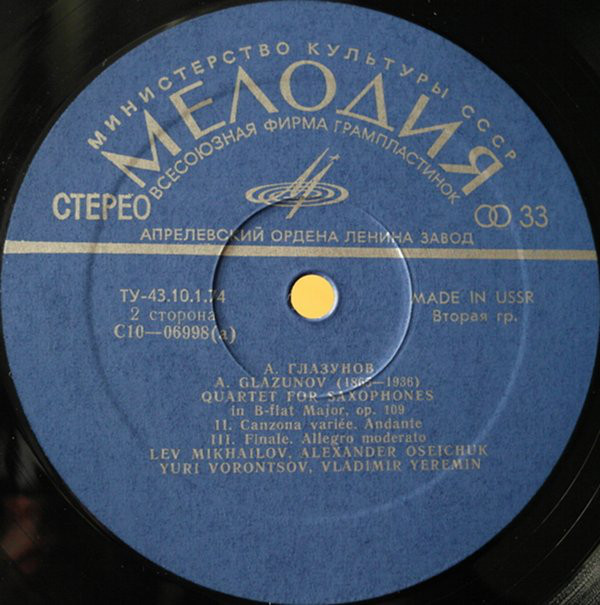 МИНИСТЕРСТВО КУЛЬТУРЫ СССР
МЕЛОДИЯ
ВСЕСОЮЗНАЯ ФИРМА ГРАМПЛАСТИНОК
СТЕРЕО
33
АПРЕЛЕВСКИЙ ОРДЕНА ЛЕНИНА ЗАВОД
ТУ-43.10.1.74
MADE IN USSR
2 сторона
Вторая гр.
С10—06998(а)
А. ГЛАЗУНОВ
A. GLAZUNOV (1865—1936)
QUARTET FOR SAXOPHONES
in B-flat Major, op. 109
II. Canzona variée. Andante
III. Finale. Allegro moderato
LEV MIKHAILOV, ALEXANDER OSEICHUK
YURI VORONTSOV, VLADIMIR YEREMIN